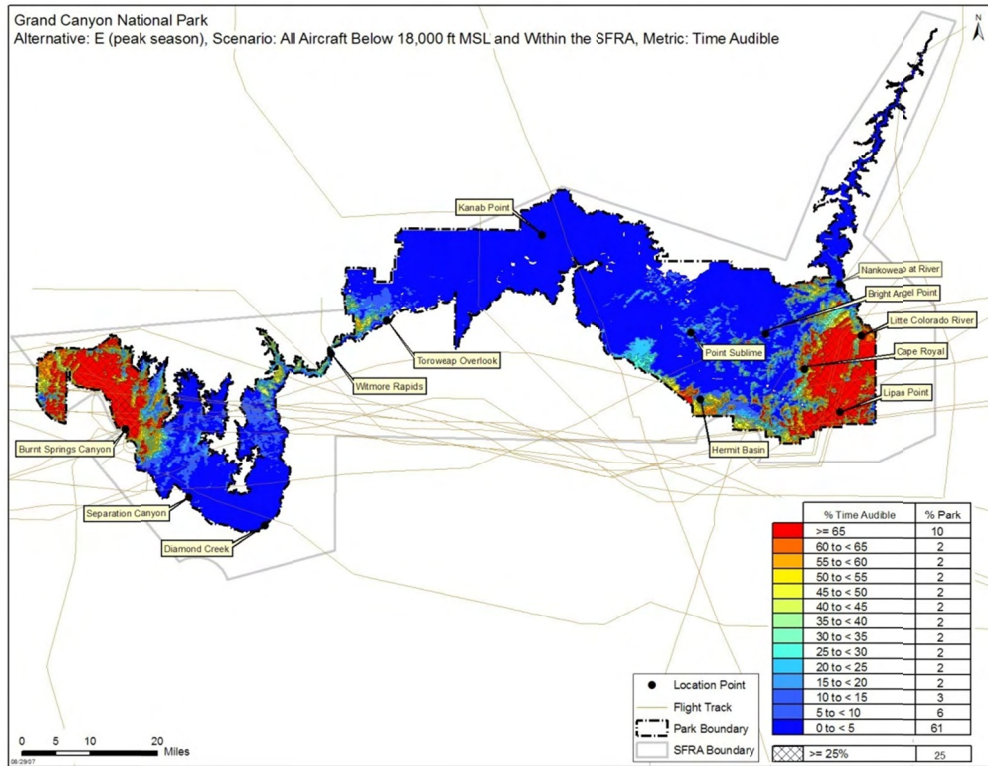 Grand Canyon National Park
Alternative: E (peak season), Scenario: All Aircraft Below 18,000 ft MSL and Within the SFRA, Metric: Time Audible
N
Kanab Point
Nankoweap at River
Bright Angel Point
Little Colorado River
Cape Royal
Point Sublime
Toroweap Overlook
Witmore Rapids
Lipan Point
Burnt Springs Canyon
Hermit Basin
Separation Canyon
Diamond Creek
% Time Audible % Park
>= 65 10
60 to < 65 2
55 to < 60 2
50 to < 55 2
45 to < 50 2
40 to < 45 2
35 to < 40 2
30 to < 35 2
25 to < 30 2
20 to < 25 2
15 to < 20 2
10 to < 15 3
5 to < 10 6
0 to < 5 61
>= 25% 25
Location Point
Flight Track
Park Boundary
SFRA Boundary
0 5 10 20
Miles
08/29/07